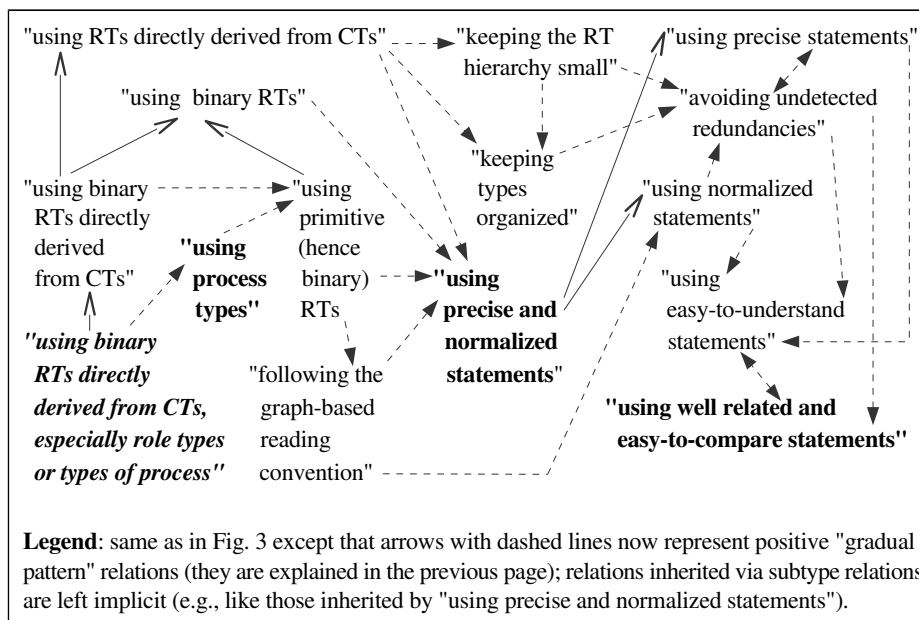 "using RTs directly derived from CTs"
"keeping the RT
hierarchy small"
"using precise statements"
"using binary RTs"
"avoiding undetected
redundancies"
"keeping
types
organized"
"using binary
RTs directly
derived
from CTs"
"using
process
types"
"using
primitive
(hence
binary)
RTs
"using normalized
statements"
"using
precise and
normalized
statements"
"using
easy-to-understand
statements"
"using binary
RTs directly
derived from CTs,
especially role types
or types of process"
"following the
graph-based
reading
convention"
"using well related and
easy-to-compare statements"
Legend: same as in Fig. 3 except that arrows with dashed lines now represent positive "gradual
pattern" relations (they are explained in the previous page); relations inherited via subtype relations
are left implicit (e.g., like those inherited by "using precise and normalized statements").